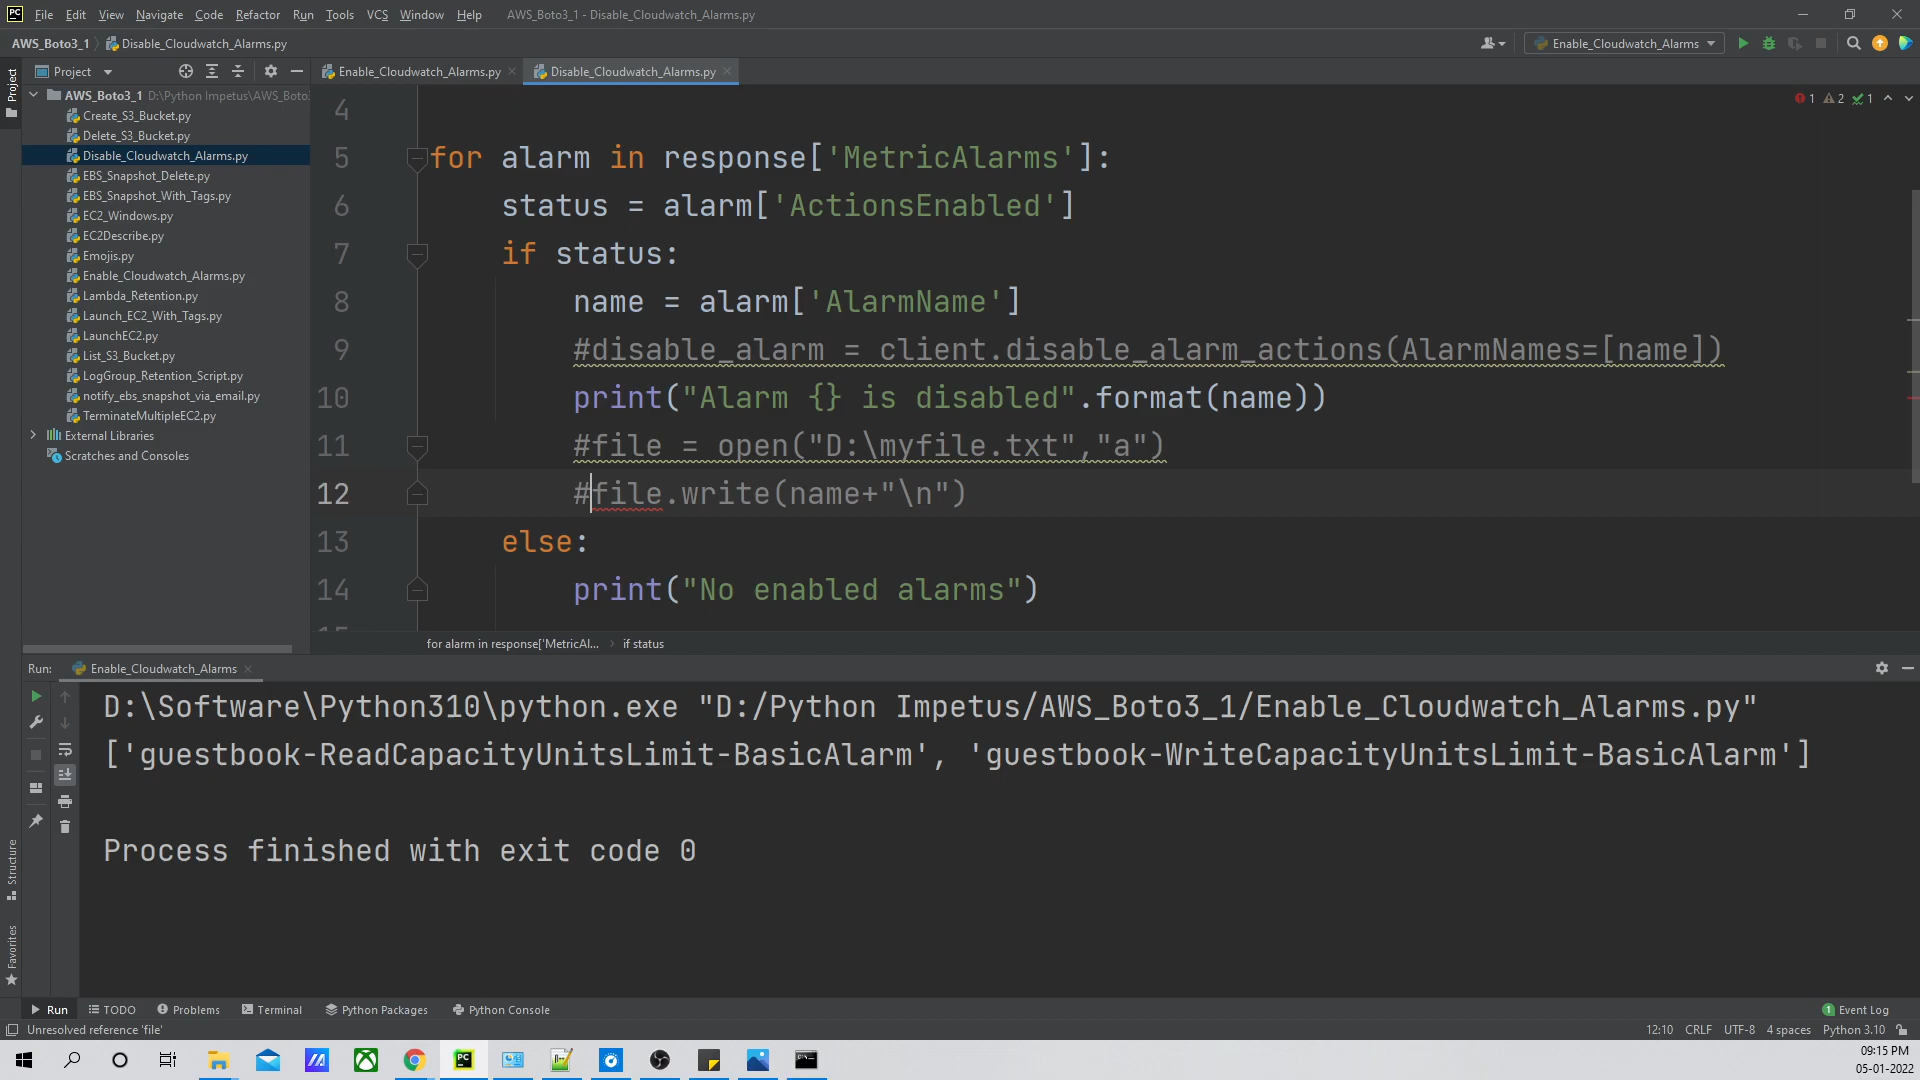 File Edit View Navigate Code Refactor Run Tools VCS Window Help AWS_Boto3_1 - Disable_Cloudwatch_Alarms.py
AWS_Boto3_1 Disable_Cloudwatch_Alarms.py Enable_Cloudwatch_Alarms
Project Enable_Cloudwatch_Alarms.py Disable_Cloudwatch_Alarms.py
Project
AWS_Boto3_1 D:\Python Impetus\AWS_Boto3
Create_S3_Bucket.py
Delete_S3_Bucket.py
Disable_Cloudwatch_Alarms.py
EBS_Snapshot_Delete.py
EBS_Snapshot_With_Tags.py
EC2_Windows.py
EC2Describe.py
Emojis.py
Enable_Cloudwatch_Alarms.py
Lambda_Retention.py
Launch_EC2_With_Tags.py
LaunchEC2.py
List_S3_Bucket.py
LogGroup_Retention_Script.py
notify_ebs_snapshot_via_email.py
TerminateMultipleEC2.py
External Libraries
Scratches and Consoles
1 2 1
4
5 for alarm in response['MetricAlarms']:
6 status = alarm['ActionsEnabled']
7 if status:
8 name = alarm['AlarmName']
9 #disable_alarm = client.disable_alarm_actions(AlarmNames=[name])
10 print("Alarm {} is disabled".format(name))
11 #file = open("D:\myfile.txt","a")
12 #file.write(name+"\n")
13 else:
14 print("No enabled alarms")
for alarm in response['MetricAl... if status
Run: Enable_Cloudwatch_Alarms
D:\Software\Python310\python.exe "D:/Python Impetus/AWS_Boto3_1/Enable_Cloudwatch_Alarms.py"
['guestbook-ReadCapacityUnitsLimit-BasicAlarm', 'guestbook-WriteCapacityUnitsLimit-BasicAlarm']
Process finished with exit code 0
Structure
Favorites
Run TODO Problems Terminal Python Packages Python Console 1 Event Log
Unresolved reference 'file' 12:10 CRLF UTF-8 4 spaces Python 3.10
09:15 PM
05-01-2022